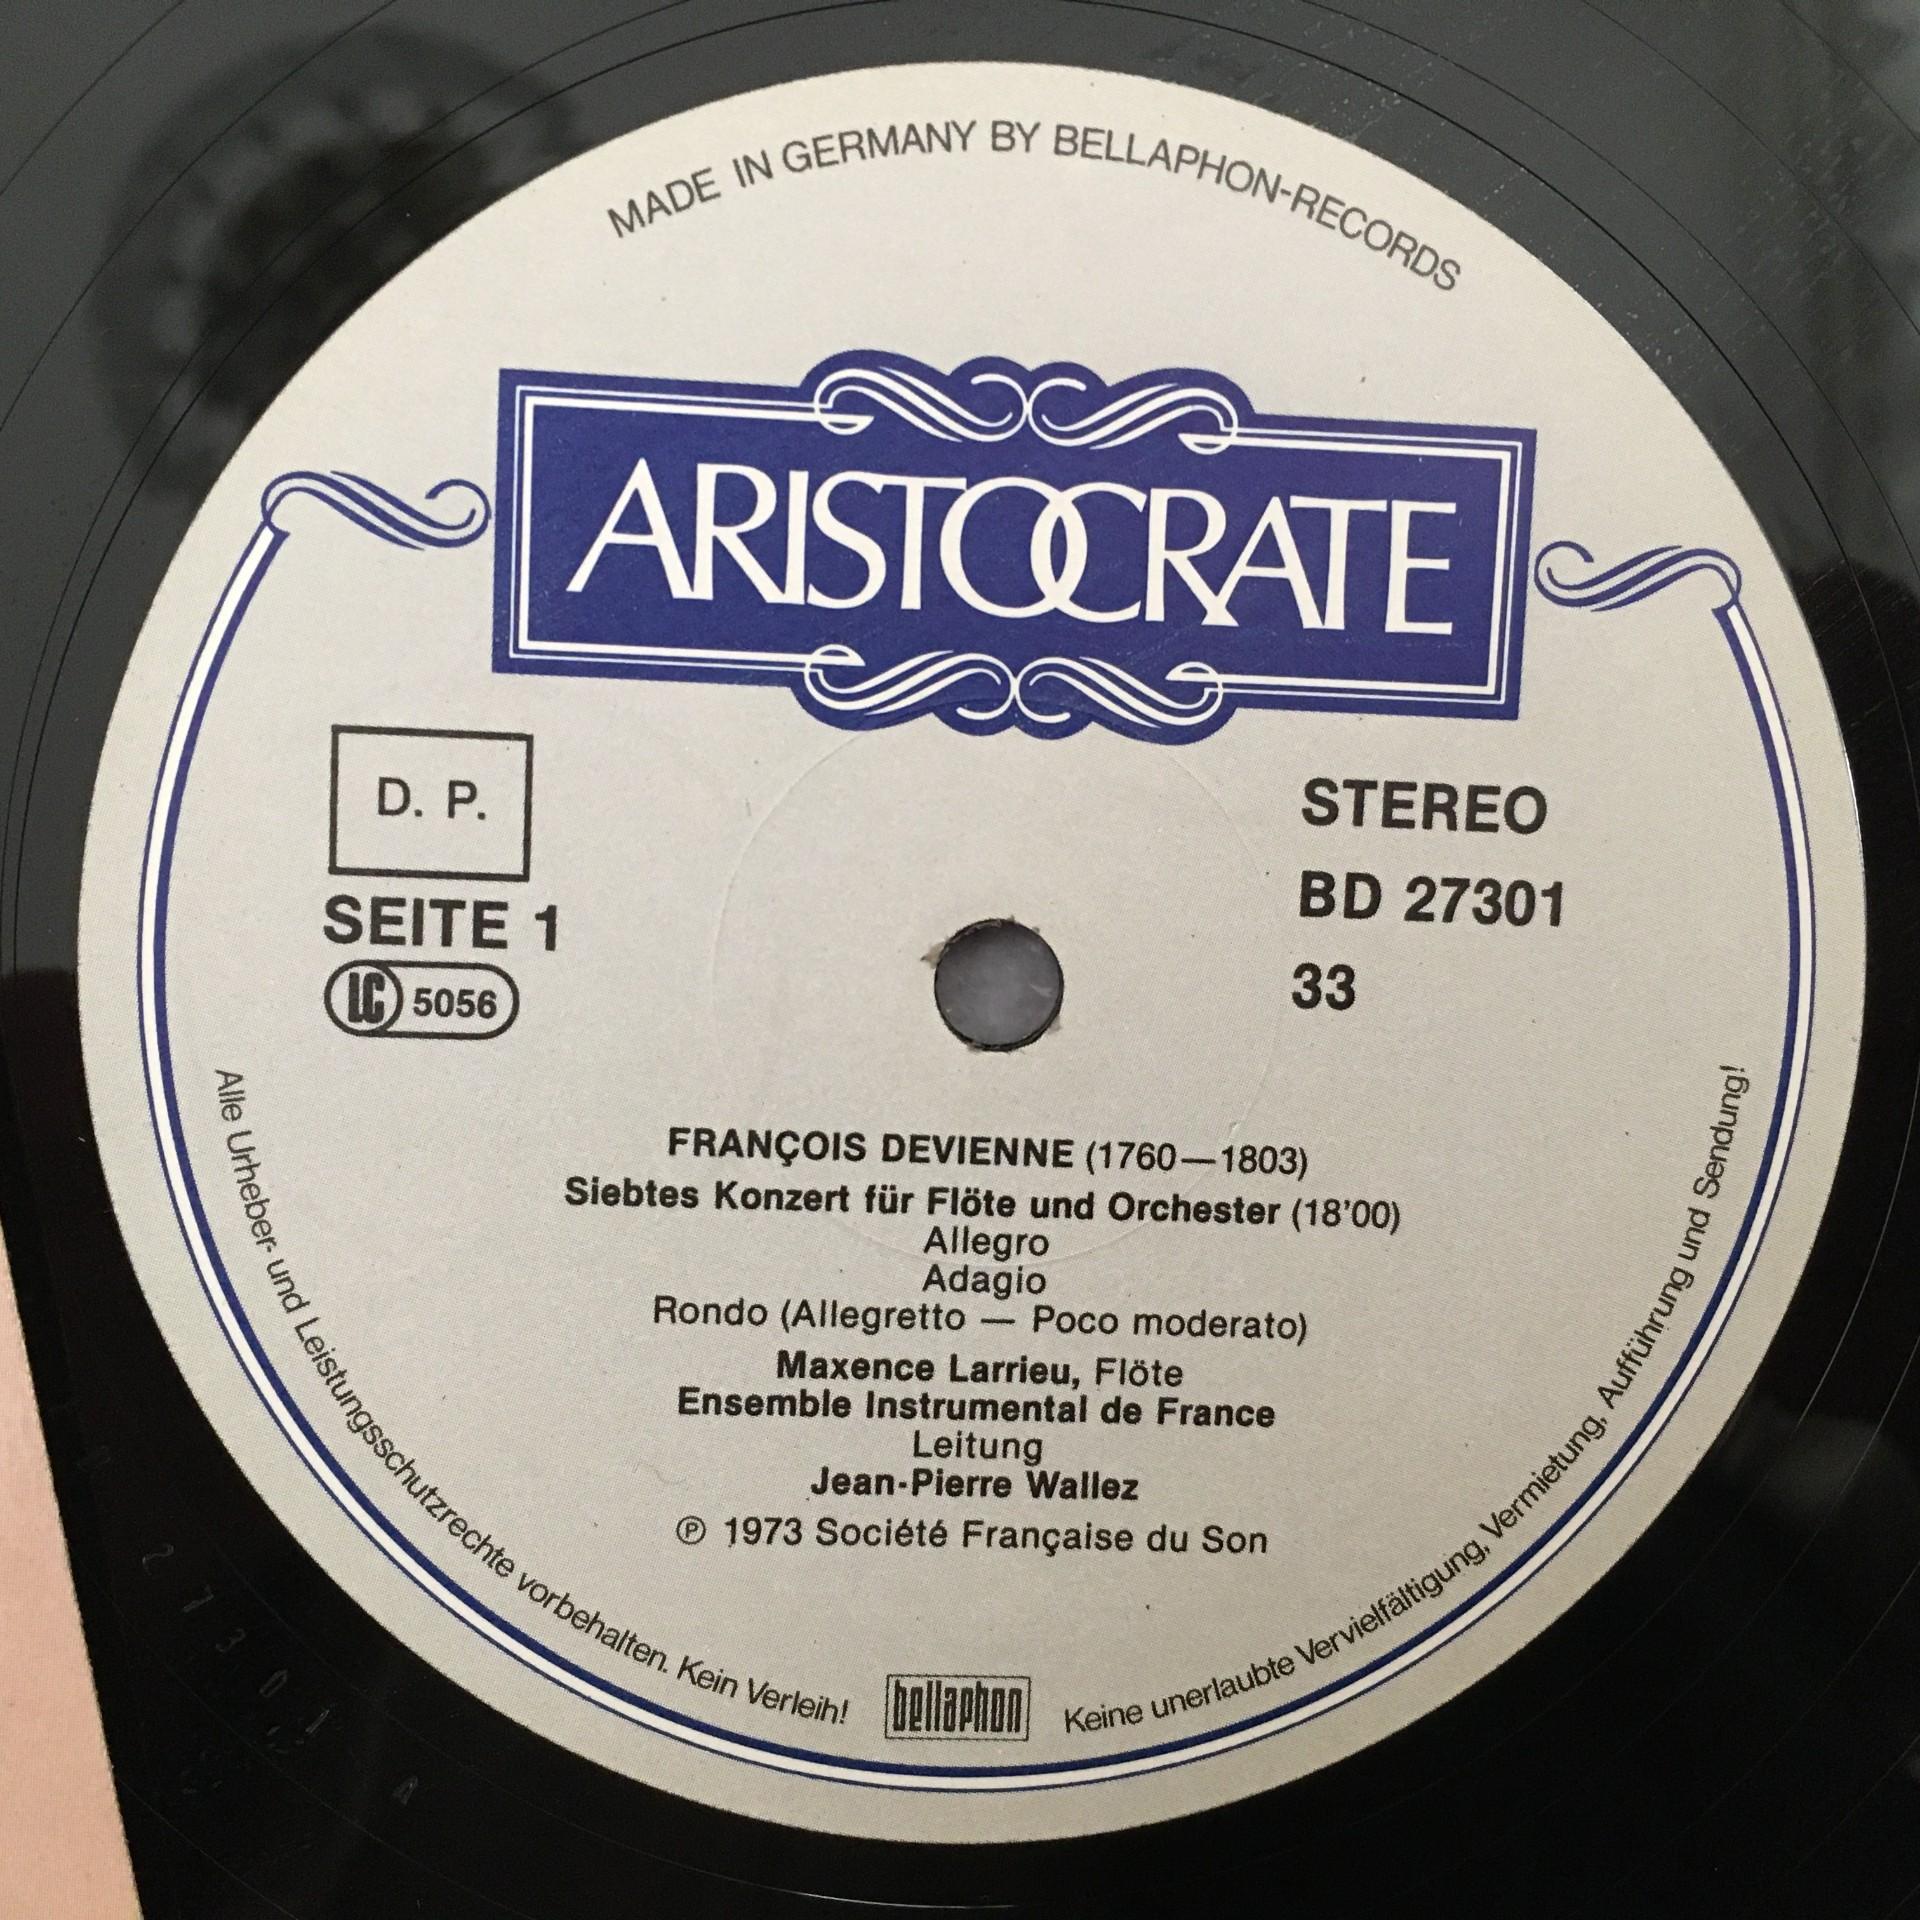 MADE IN GERMANY BY BELLAPHON-RECORDS
ARISTOCRATE
D. P.
SEITE 1
LC 5056
STEREO
BD 27301
33
FRANÇOIS DEVIENNE (1760—1803)
Siebtes Konzert für Flöte und Orchester (18'00)
Allegro
Adagio
Rondo (Allegretto — Poco moderato)
Maxence Larrieu, Flöte
Ensemble Instrumental de France
Leitung
Jean-Pierre Wallez
℗ 1973 Société Française du Son
Alle Urheber- und Leistungsschutzrechte vorbehalten. Kein Verleih!
bellaphon
Keine unerlaubte Vervielfältigung, Vermietung, Aufführung und Sendung!
27301 A